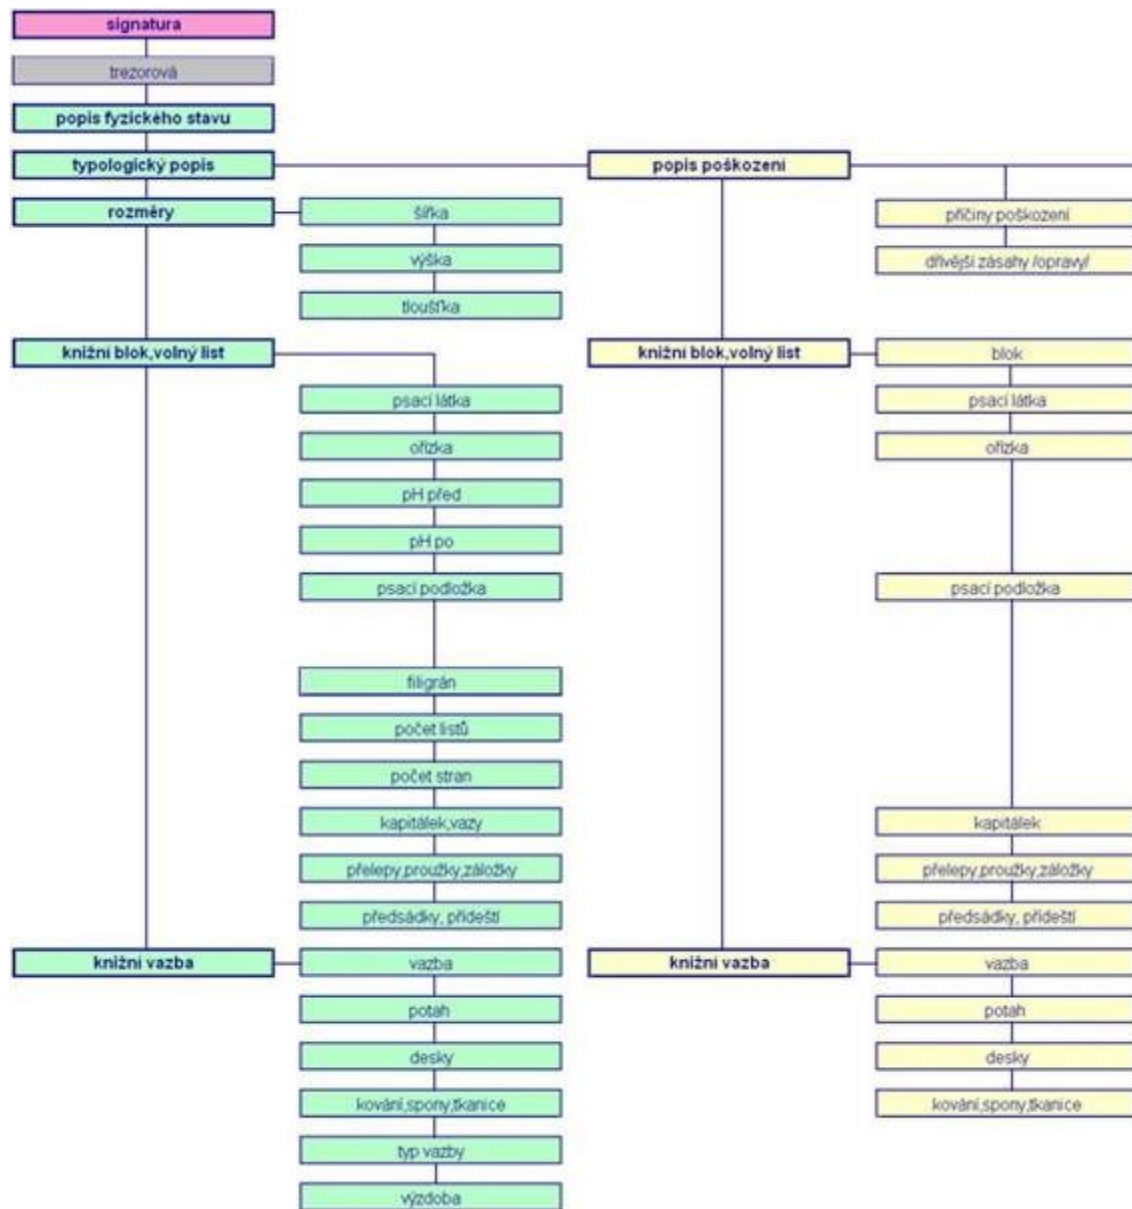 signatura
trezorová
popis fyzického stavu
typologický popis
popis poškození
rozměry
šířka
příčiny poškození
výška
dřívější zásahy /opravy/
tloušťka
knižní blok,volný list
knižní blok,volný list
blok
psací látka
psací látka
ořízka
ořízka
pH před
pH po
psací podložka
psací podložka
filigrán
počet listů
počet stran
kapitálek,vazy
kapitálek
přelepy,proužky,záložky
přelepy,proužky,záložky
předsádky, přídeští
předsádky, přídeští
knižní vazba
vazba
knižní vazba
vazba
potah
potah
desky
desky
kování,spony,tkanice
kování,spony,tkanice
typ vazby
výzdoba